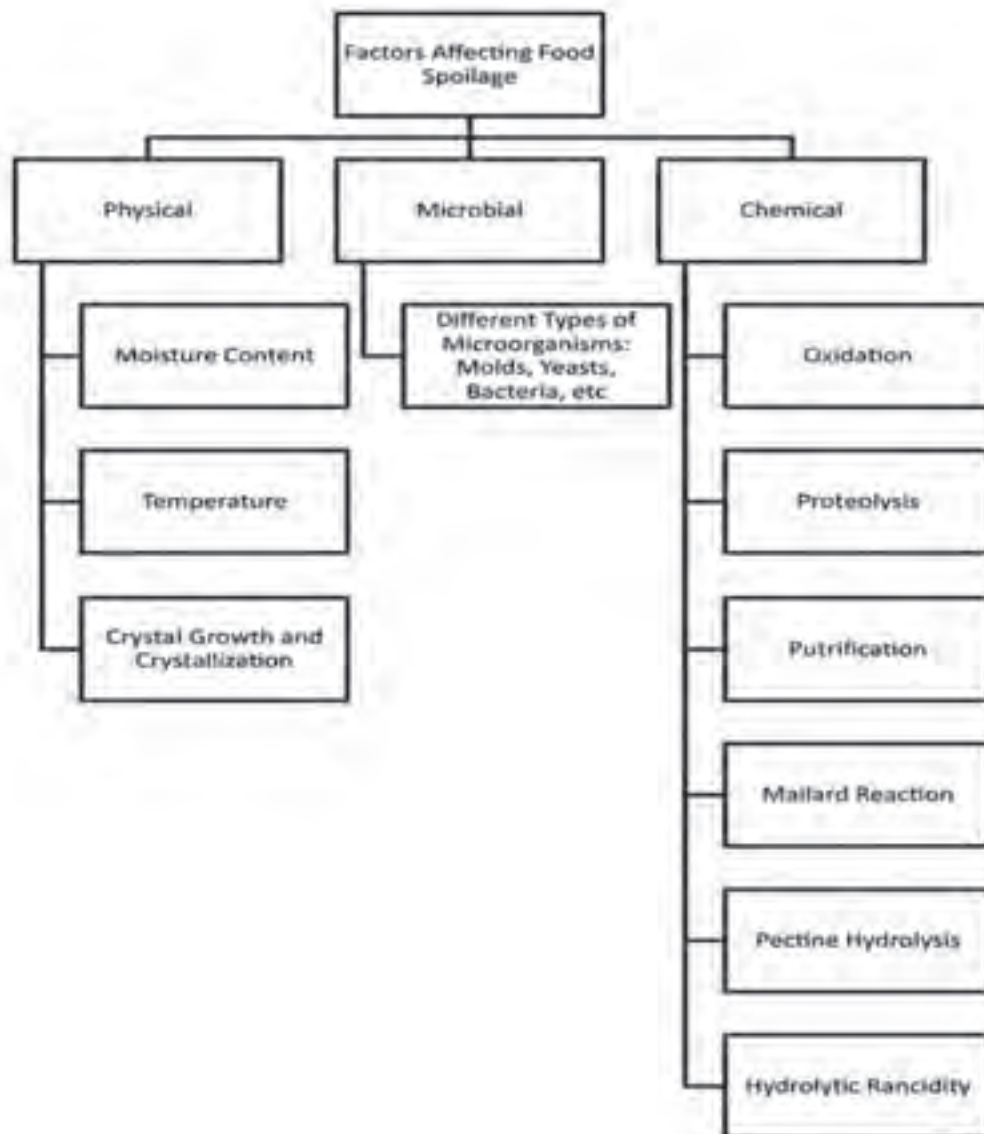 Factors Affecting Food
Spoilage
Physical
Microbial
Chemical
Moisture Content
Temperature
Crystal Growth and
Crystallization
Different Types of
Microorganisms:
Molds, Yeasts,
Bacteria, etc
Oxidation
Proteolysis
Putrification
Mallard Reaction
Pectine Hydrolysis
Hydrolytic Rancidity